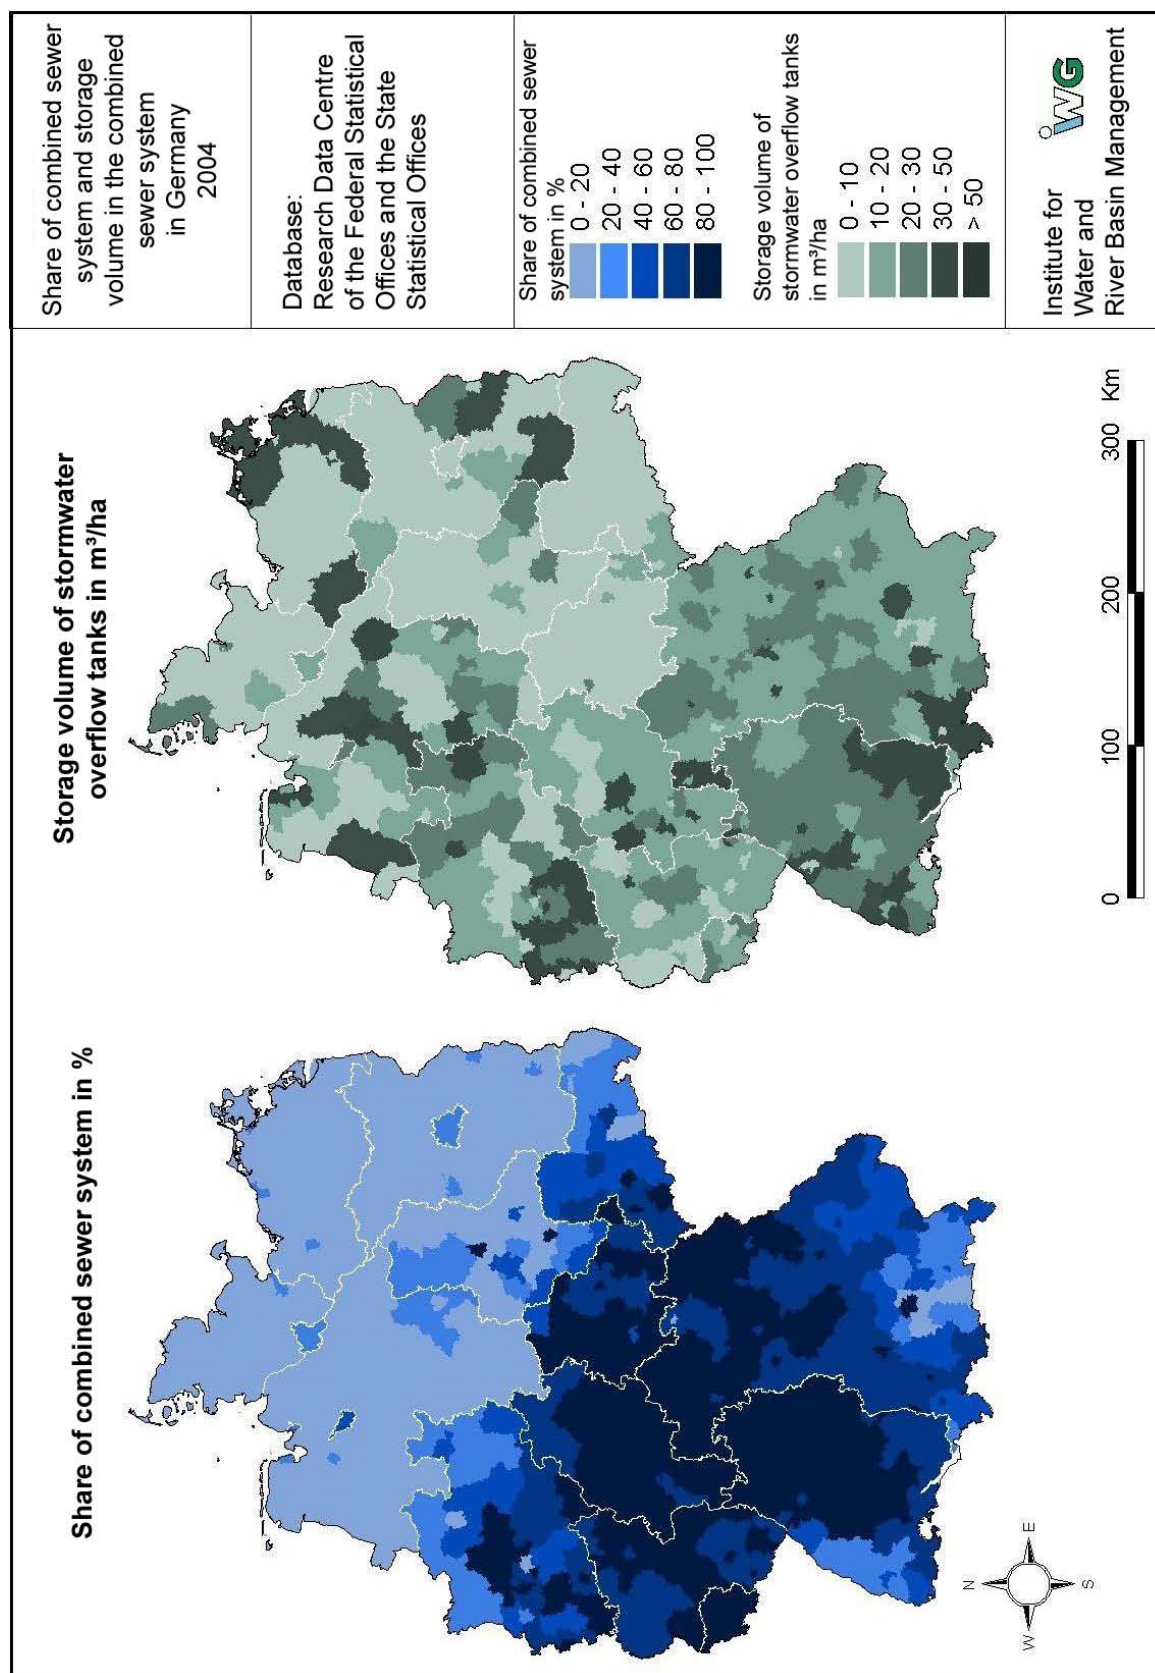 Share of combined sewer system in %
Storage volume of stormwater
overflow tanks in m³/ha
Share of combined sewer
system and storage
volume in the combined
sewer system
in Germany
2004
Database:
Research Data Centre
of the Federal Statistical
Offices and the State
Statistical Offices
Share of combined sewer
system in %
0 - 20
20 - 40
40 - 60
60 - 80
80 - 100
Storage volume of
stormwater overflow tanks
in m³/ha
0 - 10
10 - 20
20 - 30
30 - 50
> 50
Institute for
Water and
River Basin Management
iWG
N
W E
S
0 100 200 300 Km